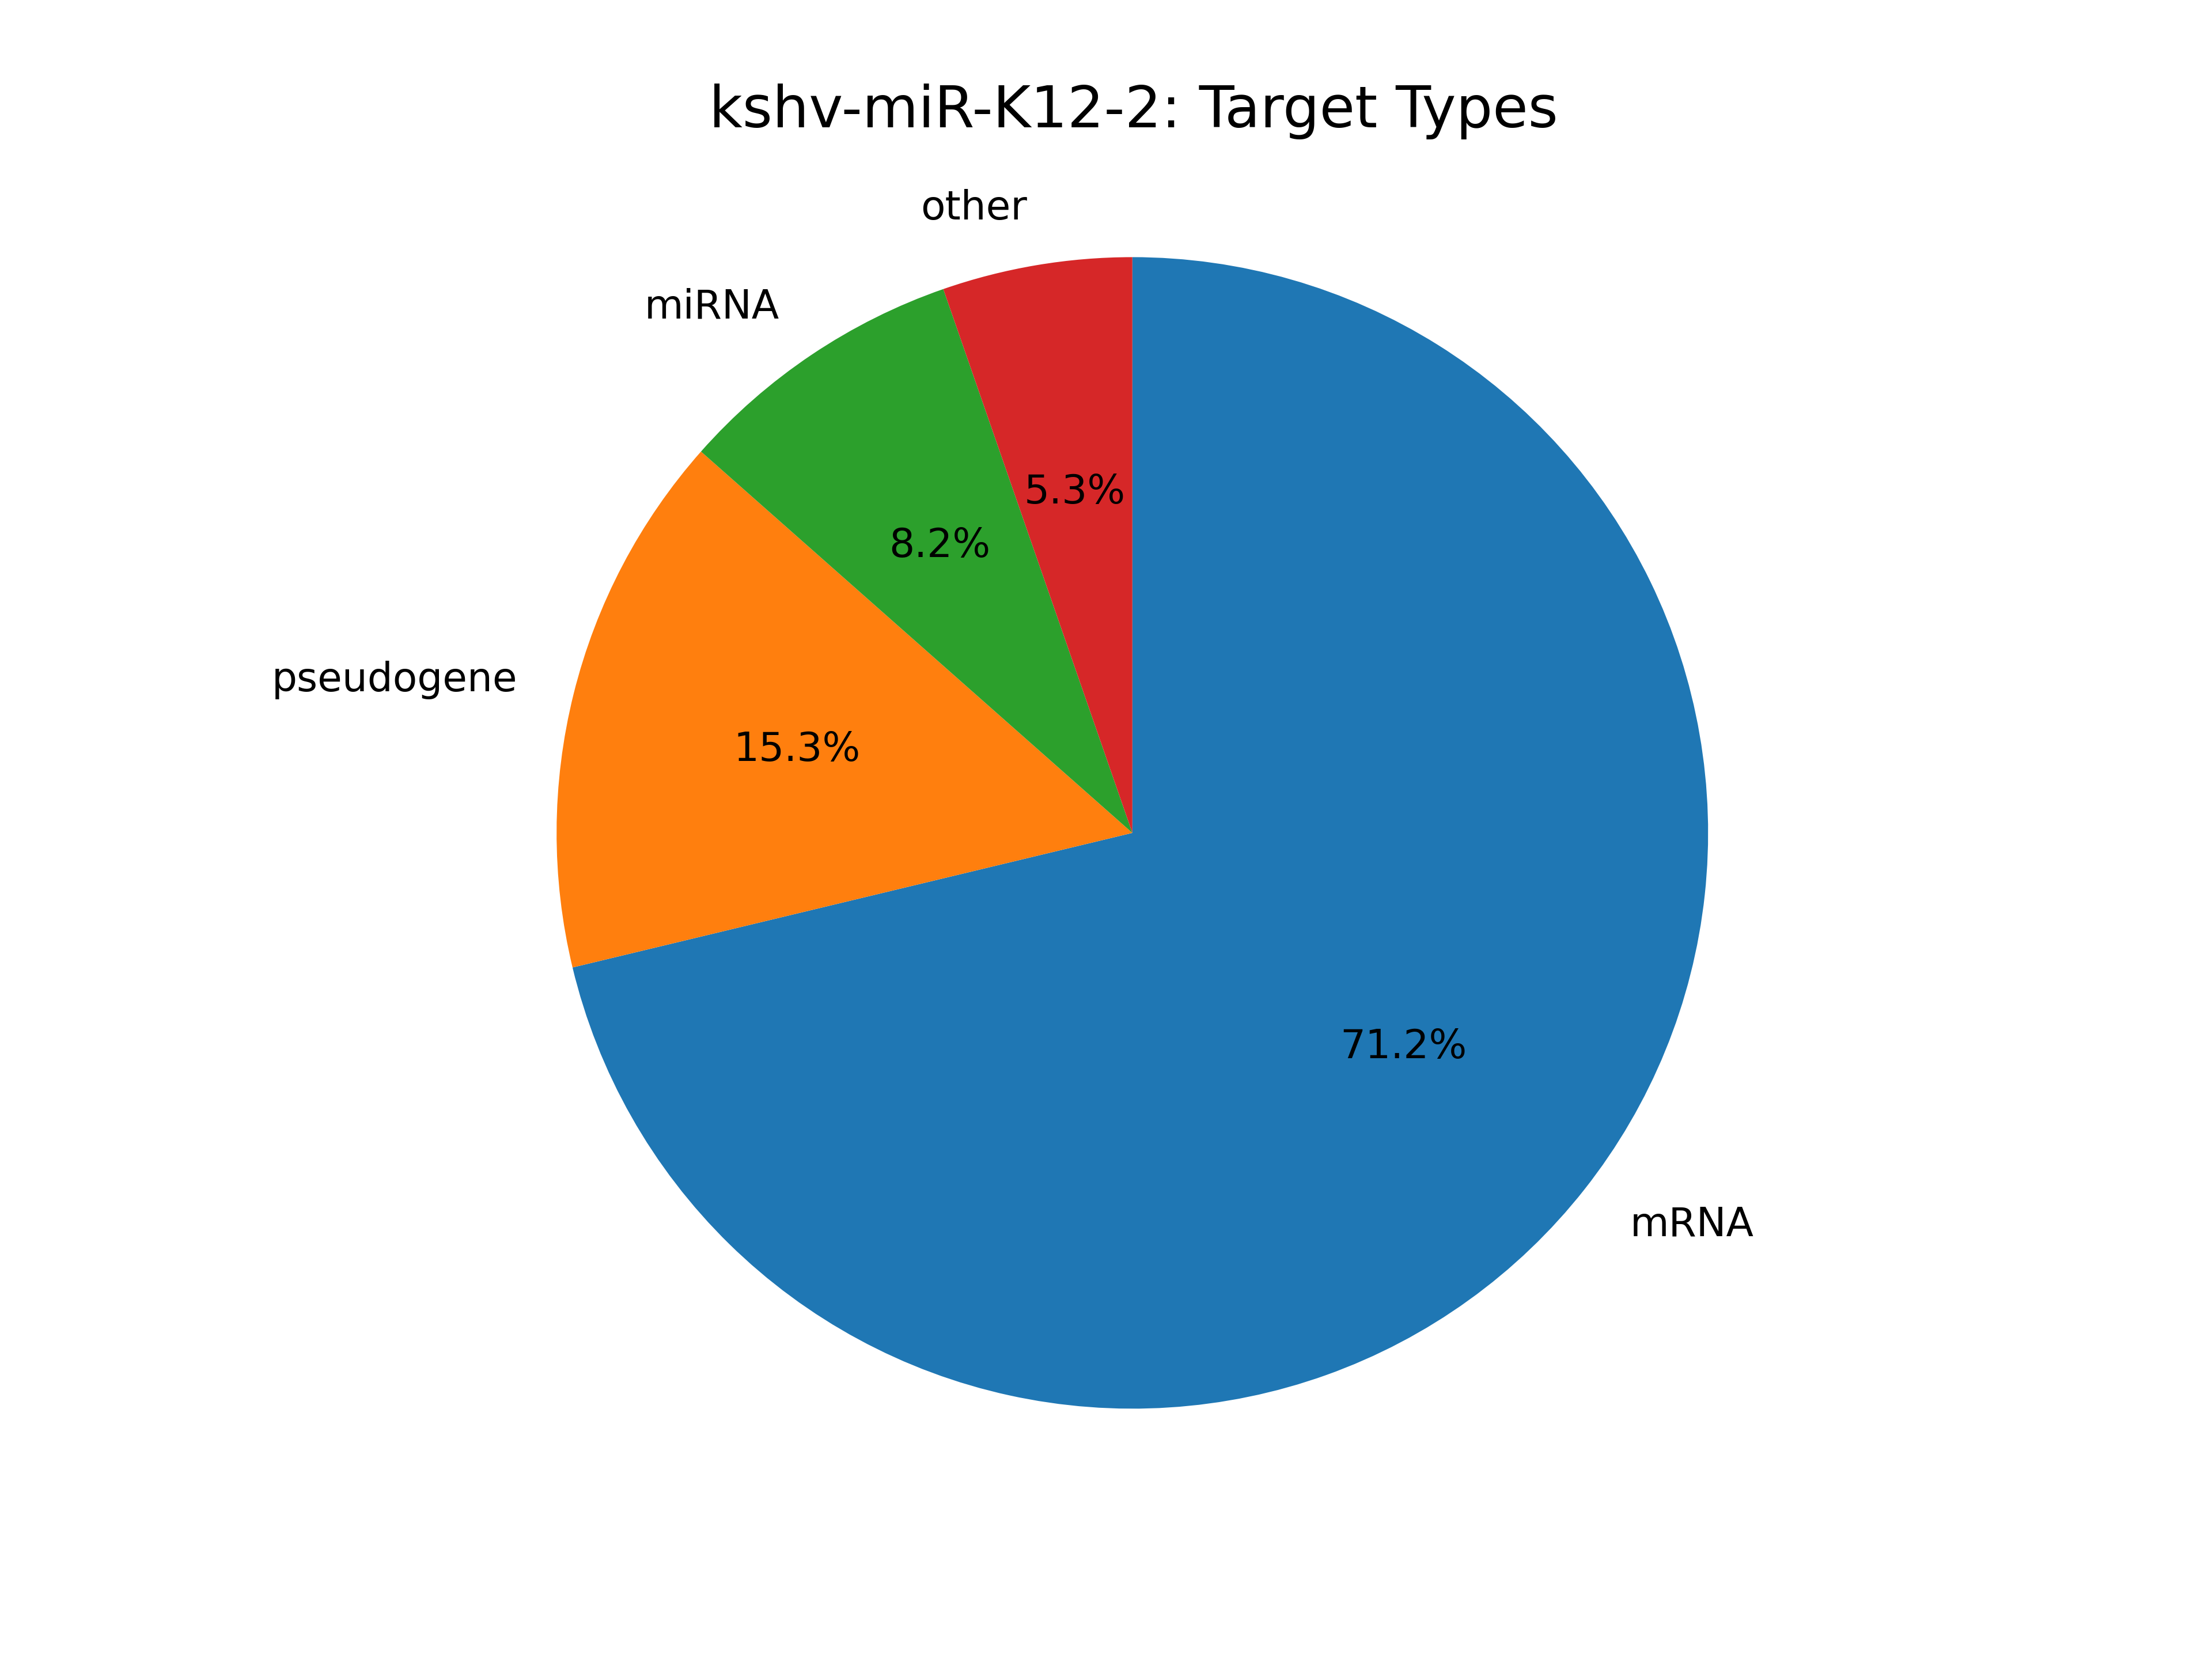 kshv-miR-K12-2: Target Types
other
miRNA
5.3%
8.2%
pseudogene
15.3%
71.2%
mRNA